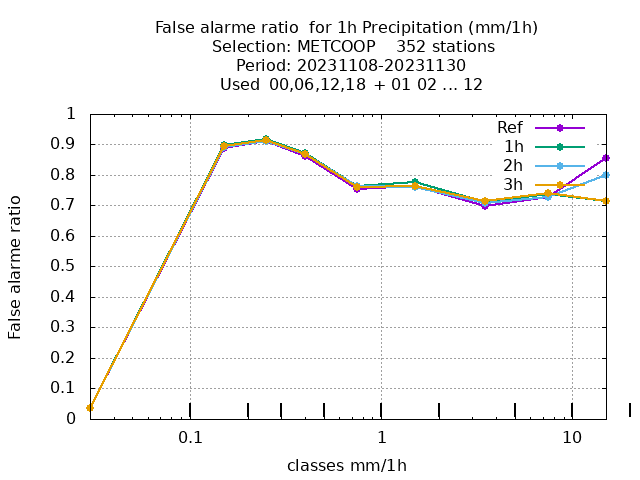 False alarme ratio  for 1h Precipitation (mm/1h)
Selection: METCOOP    352 stations
Period: 20231108-20231130
Used  00,06,12,18  + 01 02 ... 12
Ref
1h
2h
3h
1
0.9
0.8
0.7
0.6
0.5
0.4
0.3
0.2
0.1
0
False alarme ratio
0.1
1
10
classes mm/1h